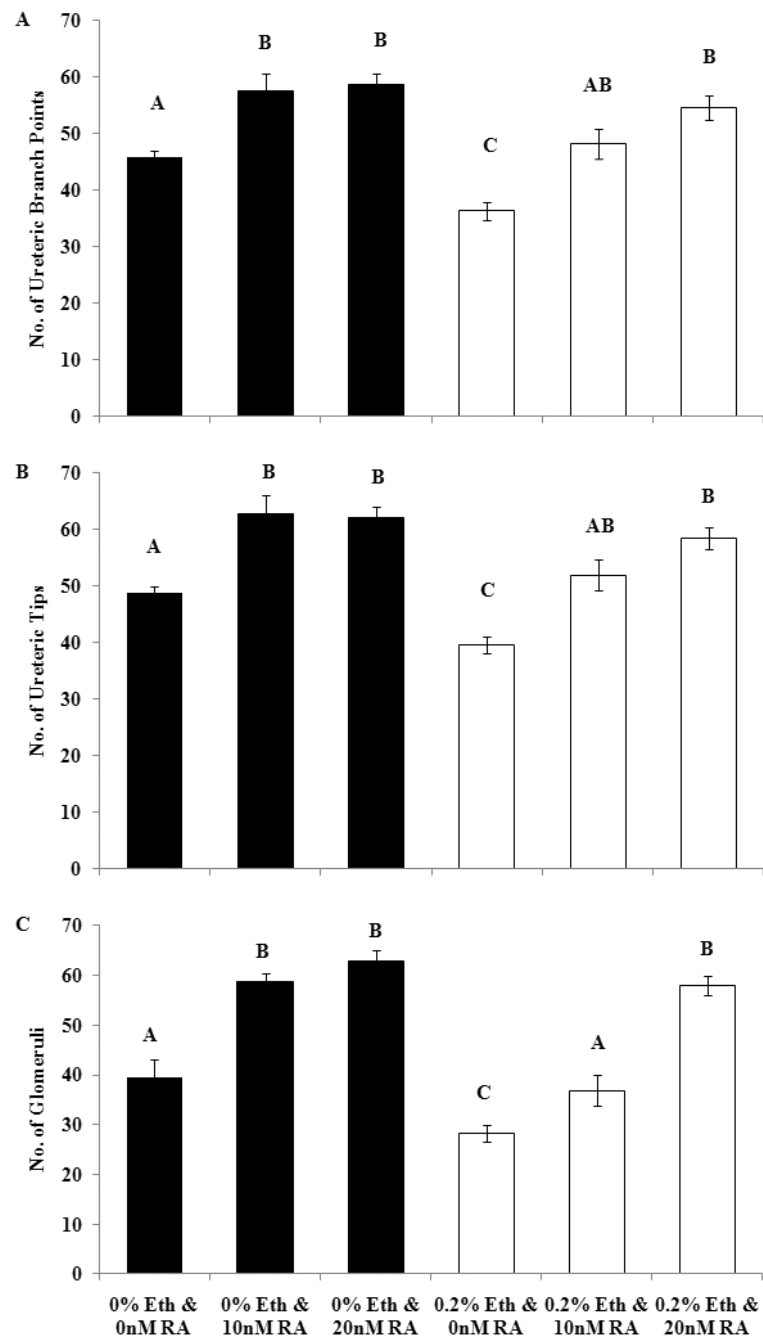 A
70
60
50
40
30
20
10
0
No. of Ureteric Branch Points
A
B
B
C
AB
B
B
70
60
50
40
30
20
10
0
No. of Ureteric Tips
A
B
B
C
AB
B
C
70
60
50
40
30
20
10
0
No. of Glomeruli
A
B
B
C
A
B
0% Eth & 0% Eth & 0% Eth & 0.2% Eth & 0.2% Eth & 0.2% Eth &
0nM RA 10nM RA 20nM RA 0nM RA 10nM RA 20nM RA